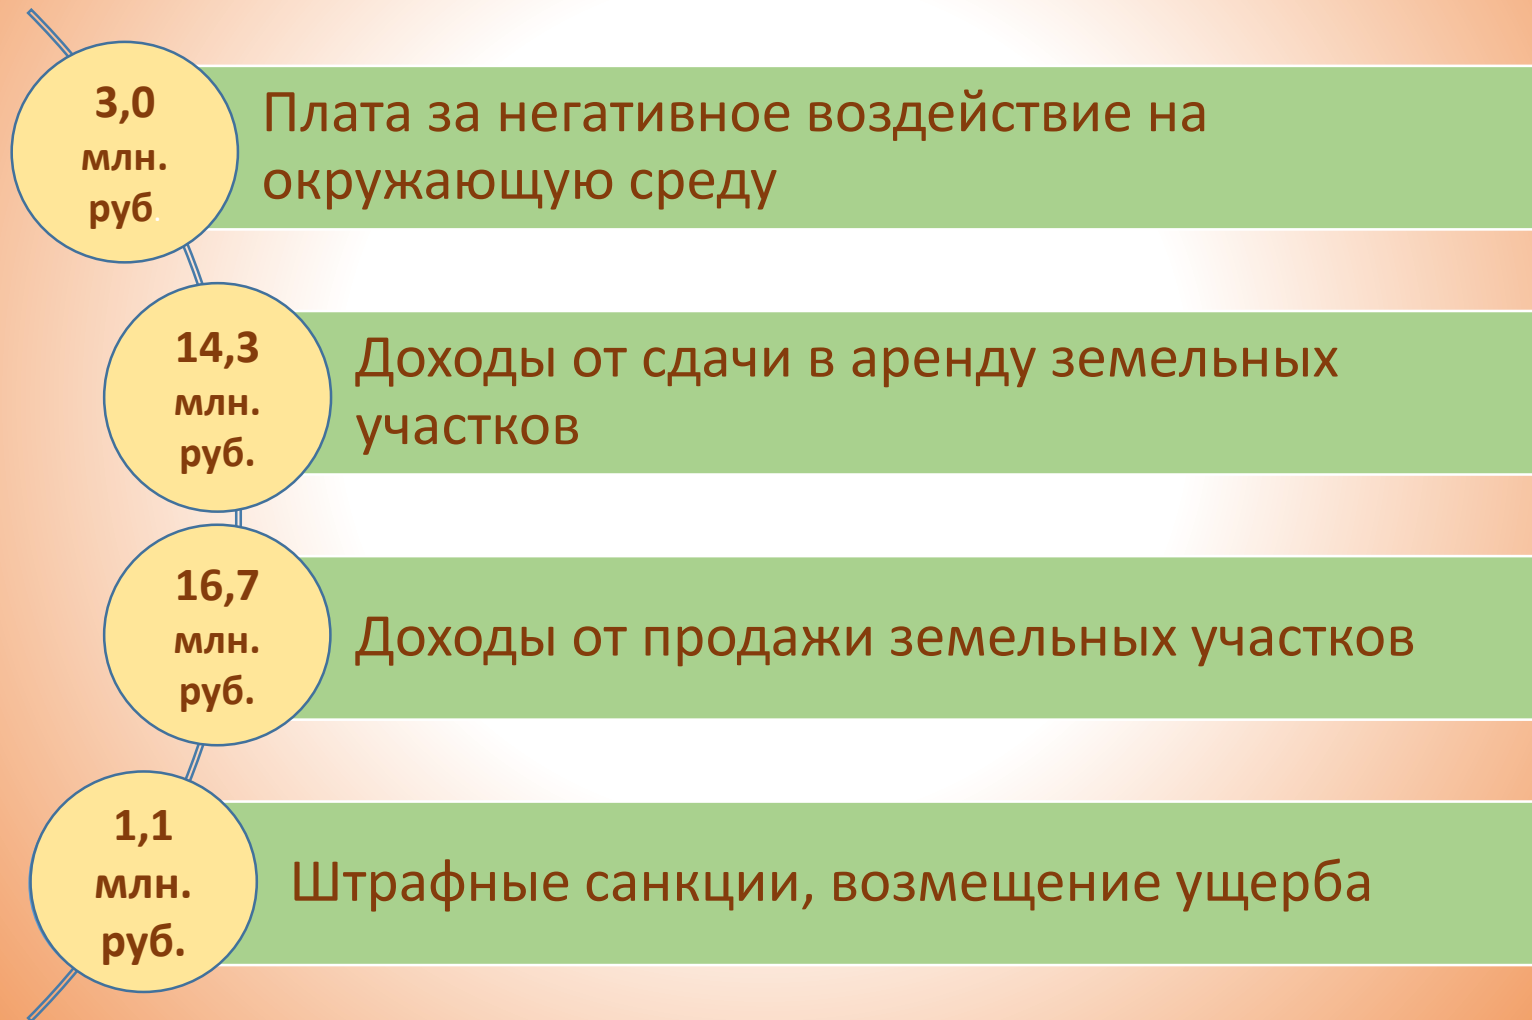 3,0
млн.
руб.
Плата за негативное воздействие на
окружающую среду
14,3
млн.
руб.
Доходы от сдачи в аренду земельных
участков
16,7
млн.
руб.
Доходы от продажи земельных участков
1,1
млн.
руб.
Штрафные санкции, возмещение ущерба